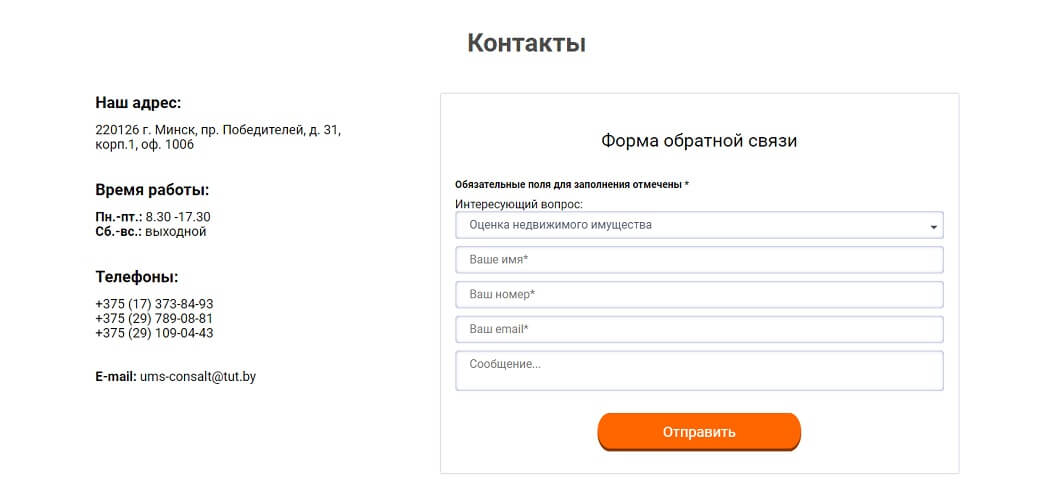 Контакты
Наш адрес:
220126 г. Минск, пр. Победителей, д. 31,
корп.1, оф. 1006
Время работы:
Пн.-пт.: 8.30 -17.30
Сб.-вс.: выходной
Телефоны:
+375 (17) 373-84-93
+375 (29) 789-08-81
+375 (29) 109-04-43
E-mail: ums-consalt@tut.by
Форма обратной связи
Обязательные поля для заполнения отмечены *
Интересующий вопрос:
Оценка недвижимого имущества
Ваше имя*
Ваш номер*
Ваш email*
Сообщение...
Отправить